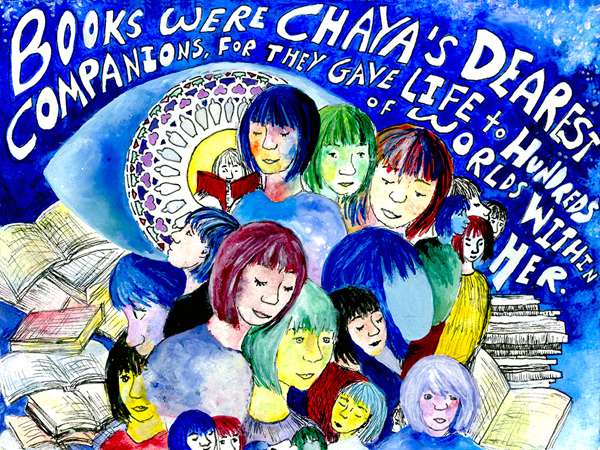 BOOKS WERE CHAYA'S DEAREST
COMPANIONS, FOR THEY GAVE LIFE to HUNDREDS
OF WORLDS WITHIN
HER.